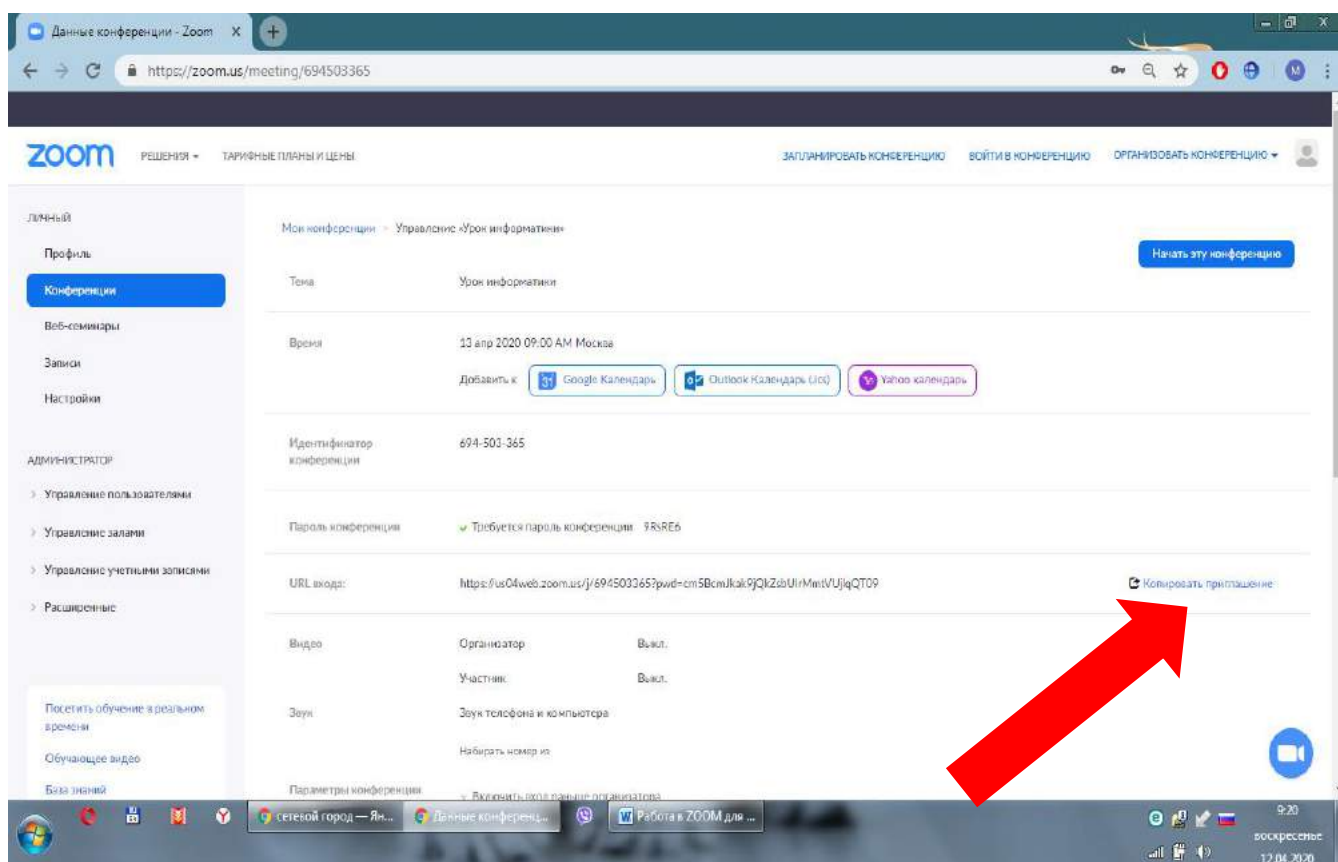 Данные конференции - Zoom
https://zoom.us/meeting/694503365
M
zoom
РЕШЕНИЯ
ТАРИФНЫЕ ПЛАНЫ И ЦЕНЫ
ЗАПЛАНИРОВАТЬ КОНФЕРЕНЦИЮ
ВОЙТИ В КОНФЕРЕНЦИЮ
ОРГАНИЗОВАТЬ КОНФЕРЕНЦИЮ
ЛИЧНЫЙ
Профиль
Конференции
Веб-семинары
Записи
Настройки
АДМИНИСТРАТОР
Управление пользователями
Управление залами
Управление учетными записями
Расширенные
Посетить обучение в реальном
времени
Обучающее видео
База знаний
Мои конференции > Управление «Урок информатики»
Начать эту конференцию
Тема Урок информатики
Время 13 апр 2020 09:00 AM Москва
Добавить к 31 Google Календарь Outlook Календарь (.ics) Yahoo календарь
Идентификатор
конференции
694-503-365
Пароль конференции Требуется пароль конференции 9RsRE6
URL входа: https://us04web.zoom.us/j/694503365?pwd= Копировать приглашение
Видео Организатор Выкл.
Участник Выкл.
Звук Звук телефона и компьютера
Набирать номер из
Параметры конференции Включить вход раньше организатора
сетевой город — Ян...
Данные конференц...
Работа в ZOOM для ...
9:20
воскресенье
12.04.2020